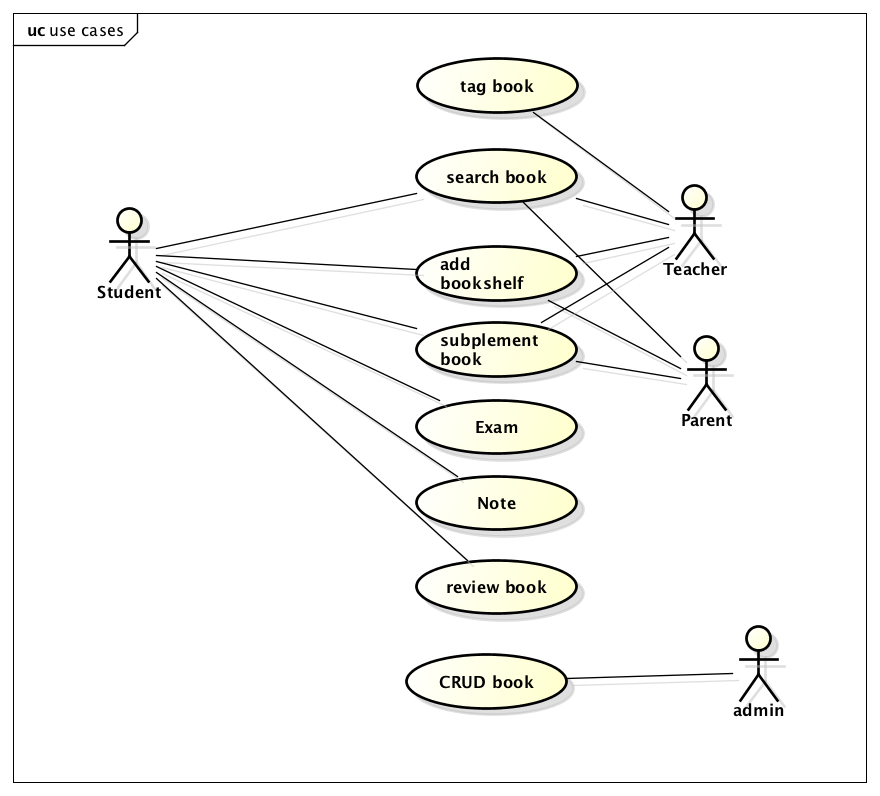 uc use cases
tag book
search book
Teacher
Student
add
bookshelf
subplement
book
Parent
Exam
Note
review book
CRUD book
admin